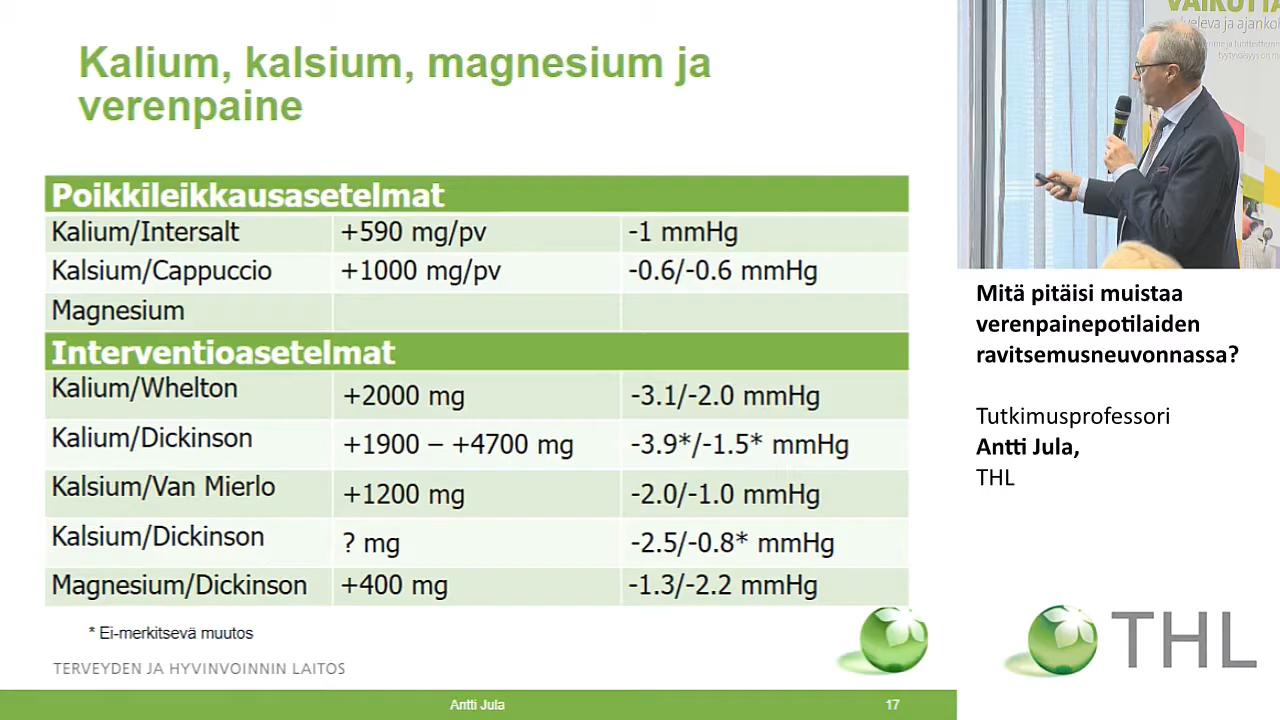 Kalium, kalsium, magnesium ja
verenpaine
Poikkileikkausasetelmat
Kalium/Intersalt +590 mg/pv -1 mmHg
Kalsium/Cappuccio +1000 mg/pv -0.6/-0.6 mmHg
Magnesium
Interventioasetelmat
Kalium/Whelton +2000 mg -3.1/-2.0 mmHg
Kalium/Dickinson +1900 – +4700 mg -3.9*/-1.5* mmHg
Kalsium/Van Mierlo +1200 mg -2.0/-1.0 mmHg
Kalsium/Dickinson ? mg -2.5/-0.8* mmHg
Magnesium/Dickinson +400 mg -1.3/-2.2 mmHg
* Ei-merkitsevä muutos
TERVEYDEN JA HYVINVOINNIN LAITOS
Antti Jula 17
VAIKUTTA
ja ajankoh
Mitä pitäisi muistaa
verenpainepotilaiden
ravitsemusneuvonnassa?
Tutkimusprofessori
Antti Jula,
THL
THL